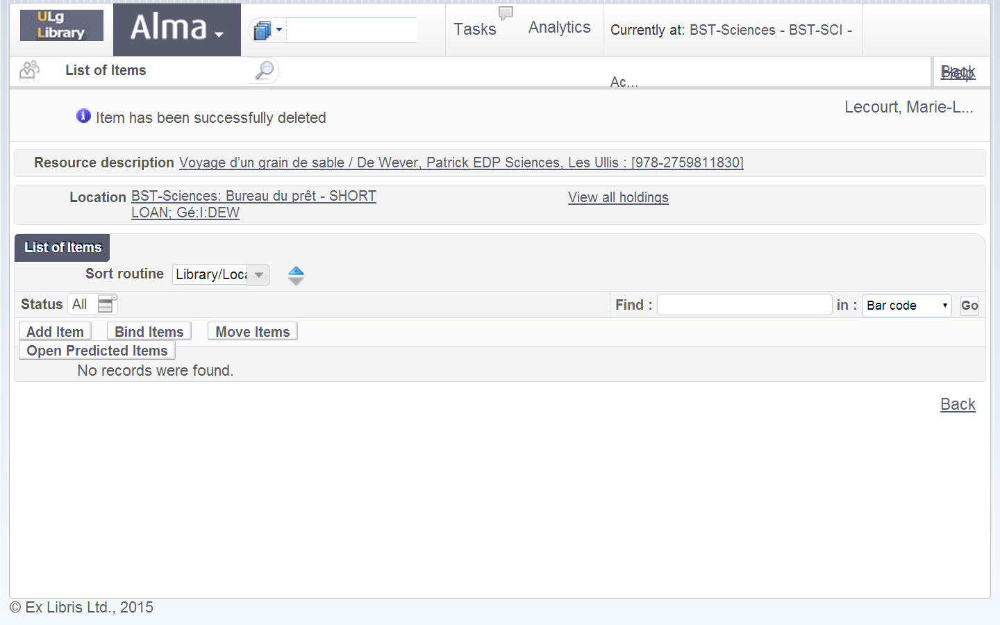 ULg
Library
Alma
Tasks
Analytics
Currently at: BST-Sciences - BST-SCI -
Ac...
List of Items
Back
Help
Lecourt, Marie-L...
Item has been successfully deleted
Resource description Voyage d'un grain de sable / De Wever, Patrick EDP Sciences, Les Ullis : [978-2759811830]
Location BST-Sciences: Bureau du prêt - SHORT
LOAN; Gé:I:DEW
View all holdings
List of Items
Sort routine Library/Loca
Status All
Find : in : Bar code Go
Add Item Bind Items Move Items
Open Predicted Items
No records were found.
Back
© Ex Libris Ltd., 2015